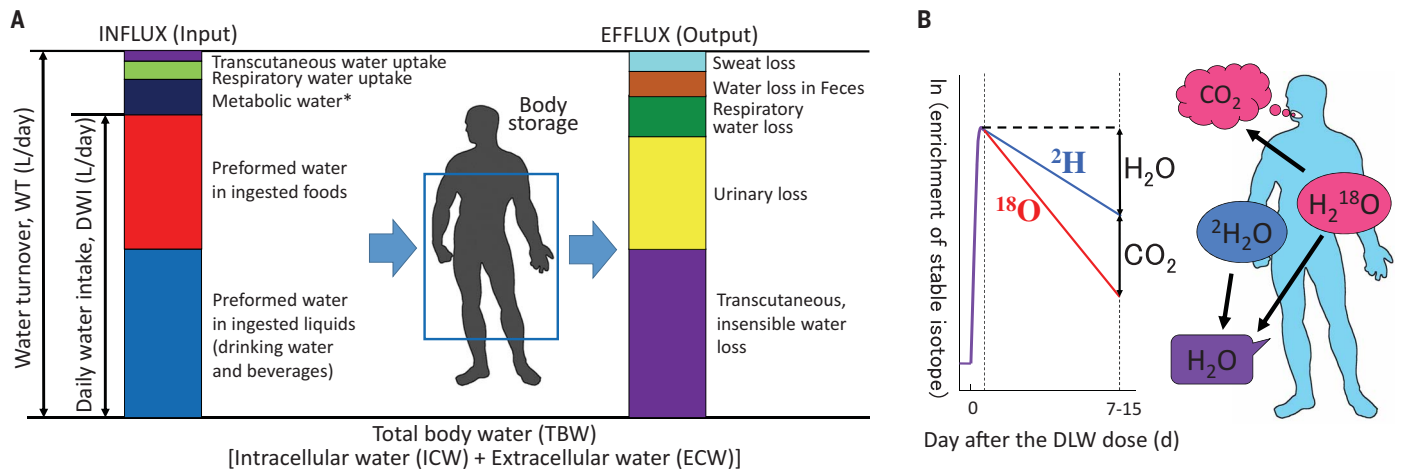 A
INFLUX (Input)
EFFLUX (Output)
Water turnover, WT (L/day)
Daily water intake, DWI (L/day)
Transcutaneous water uptake
Respiratory water uptake
Metabolic water*
Preformed water
in ingested foods
Preformed water
in ingested liquids
(drinking water
and beverages)
Body
storage
Sweat loss
Water loss in Feces
Respiratory
water loss
Urinary loss
Transcutaneous,
insensible water
loss
Total body water (TBW)
[Intracellular water (ICW) + Extracellular water (ECW)]
B
ln (enrichment of stable isotope)
²H
¹⁸O
H₂O
CO₂
0
7-15
Day after the DLW dose (d)
CO₂
H₂¹⁸O
²H₂O
H₂O